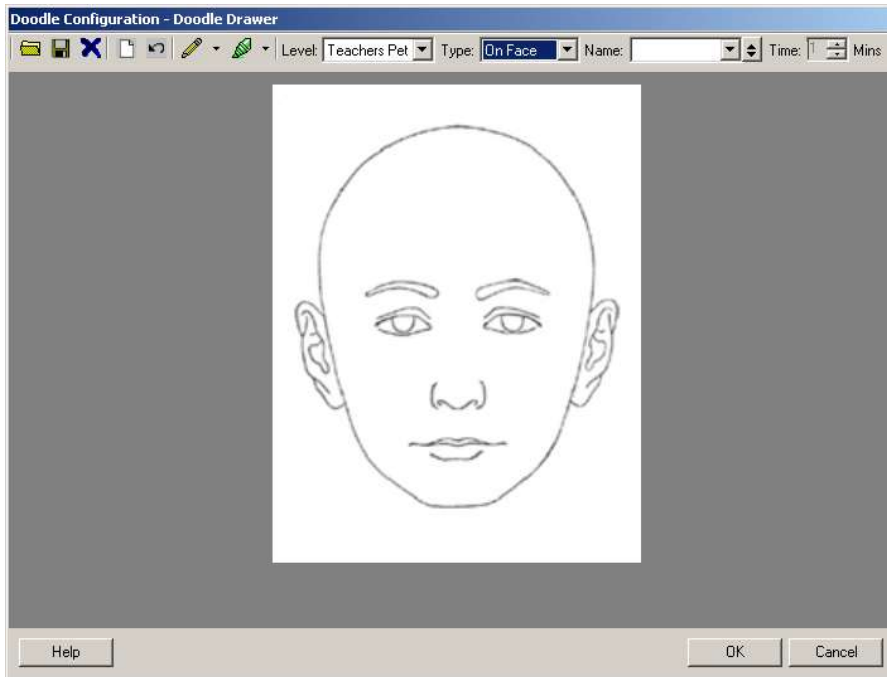 Doodle Configuration - Doodle Drawer
Level: Teachers Pet Type: On Face Name: Time: 1 Mins
Help OK Cancel